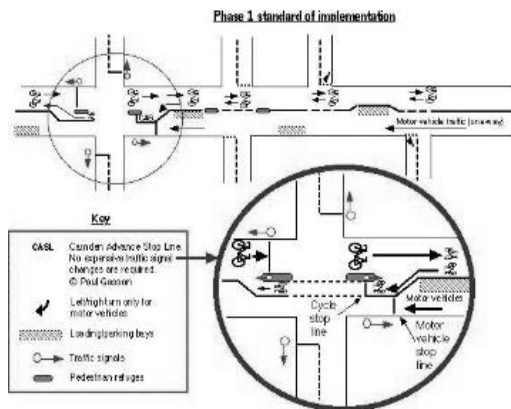 Phase 1 standard of implementation
CASL
Motor vehicle traffic (one-way)
Key
CASL Camden Advance Stop Line.
No expensive traffic signal
changes are required.
© Paul Gasson
Left/right turn only for
motor vehicles
Loading/parking bays
Traffic signals
Pedestrian refuges
Motor vehicles
Cycle
stop
line
Motor
vehicle
stop
line